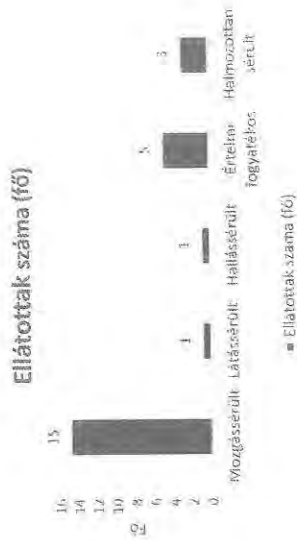 Ellátottak száma (fő)
16
14
12
10
8
6
4
2
0
Fő
15
1
1
5
3
Mozgássérült
Látássérült
Hallássérült
Értelmi
fogyatékos
Halmozottan
sérült
■ Ellátottak száma (fő)